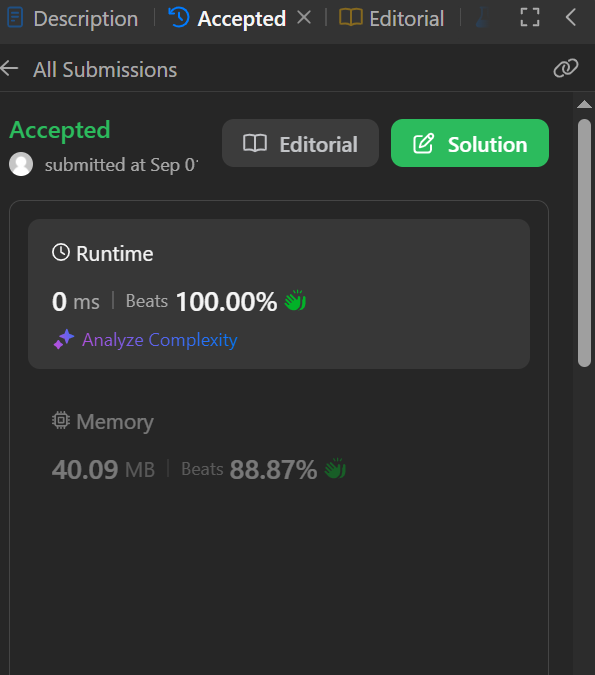 Description Accepted Editorial
All Submissions
Accepted
Editorial Solution
submitted at Sep
Runtime
0 ms Beats 100.00%
Analyze Complexity
Memory
40.09 MB Beats 88.87%